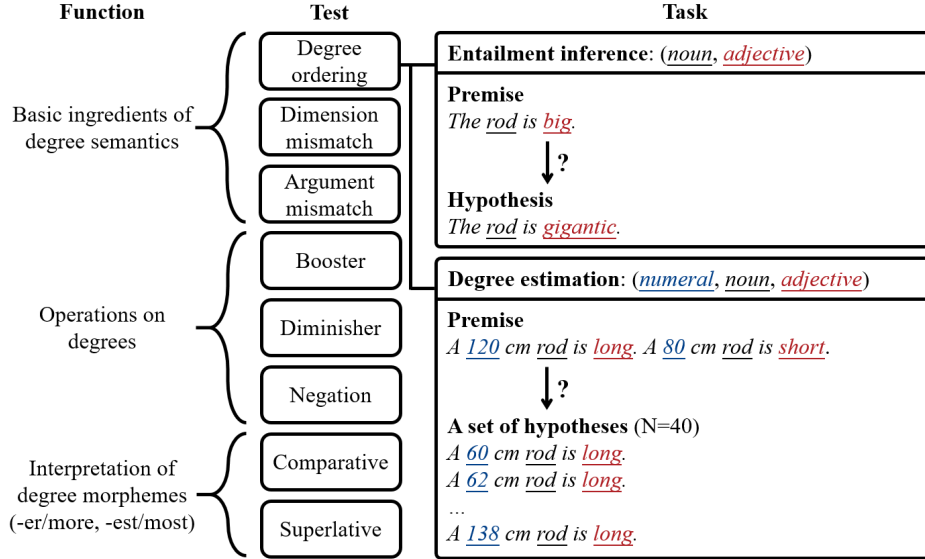 Function
Test
Task
Basic ingredients of
degree semantics
Operations on
degrees
Interpretation of
degree morphemes
(-er/more, -est/most)
Degree
ordering
Dimension
mismatch
Argument
mismatch
Booster
Diminisher
Negation
Comparative
Superlative
Entailment inference: (noun, adjective)
Premise
The rod is big.
?
Hypothesis
The rod is gigantic.
Degree estimation: (numeral, noun, adjective)
Premise
A 120 cm rod is long. A 80 cm rod is short.
?
A set of hypotheses (N=40)
A 60 cm rod is long.
A 62 cm rod is long.
...
A 138 cm rod is long.